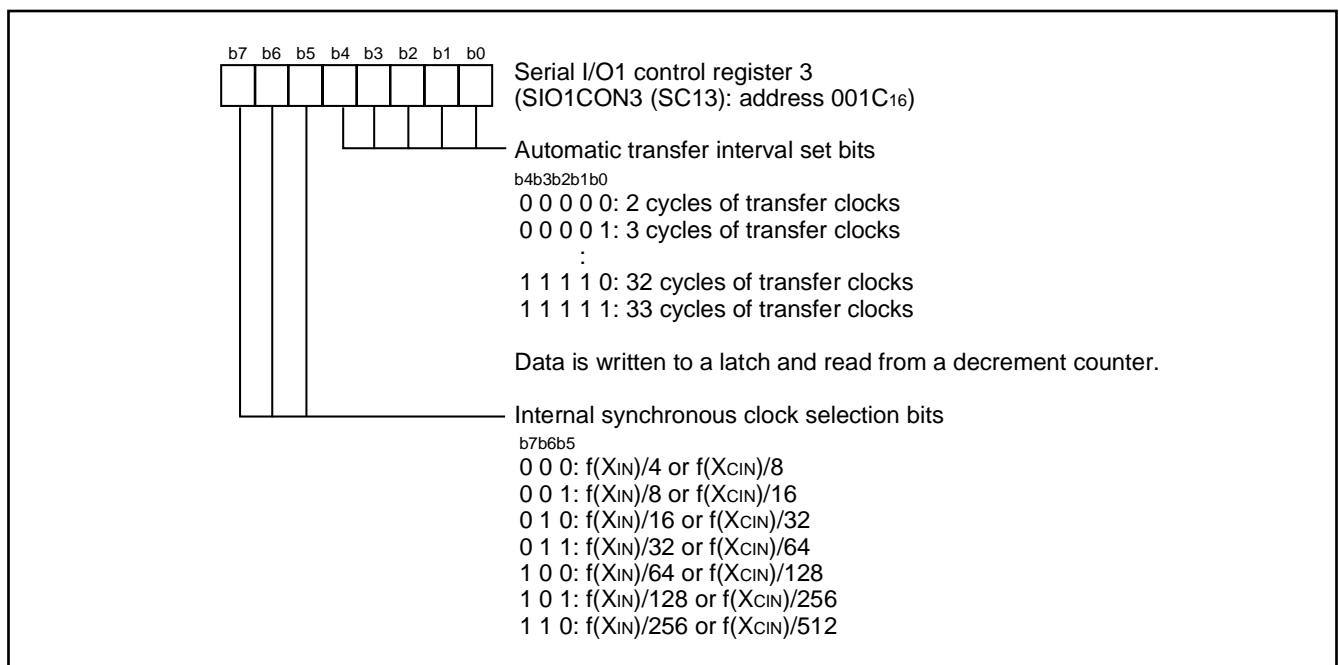 b7 b6 b5 b4 b3 b2 b1 b0
Serial I/O1 control register 3
(SIO1CON3 (SC13): address 001C16)
Automatic transfer interval set bits
b4b3b2b1b0
0 0 0 0 0: 2 cycles of transfer clocks
0 0 0 0 1: 3 cycles of transfer clocks
:
1 1 1 1 0: 32 cycles of transfer clocks
1 1 1 1 1: 33 cycles of transfer clocks
Data is written to a latch and read from a decrement counter.
Internal synchronous clock selection bits
b7b6b5
0 0 0: f(XIN)/4 or f(XCIN)/8
0 0 1: f(XIN)/8 or f(XCIN)/16
0 1 0: f(XIN)/16 or f(XCIN)/32
0 1 1: f(XIN)/32 or f(XCIN)/64
1 0 0: f(XIN)/64 or f(XCIN)/128
1 0 1: f(XIN)/128 or f(XCIN)/256
1 1 0: f(XIN)/256 or f(XCIN)/512